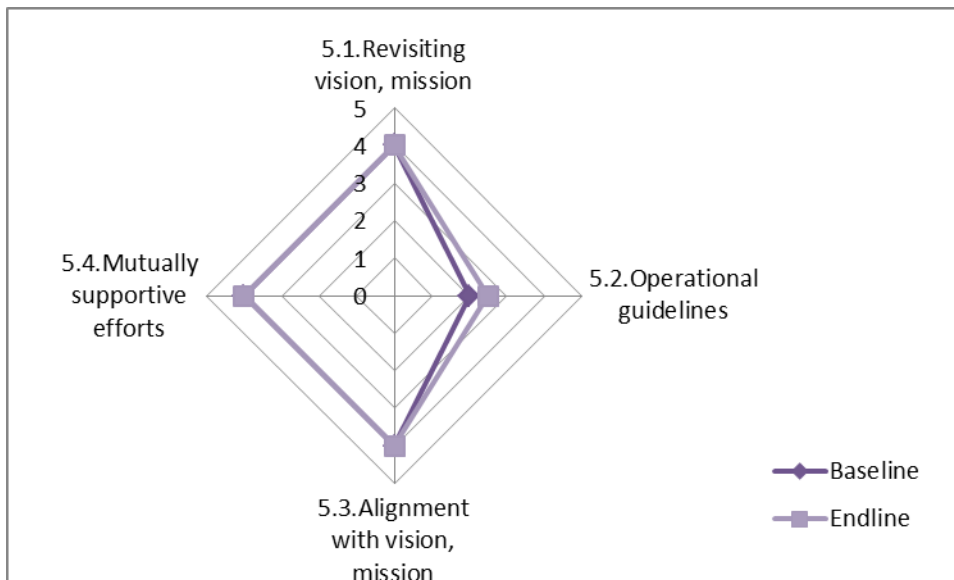 5.1.Revisiting
vision, mission
5
4
3
2
1
0
5.4.Mutually
supportive
efforts
5.2.Operational
guidelines
5.3.Alignment
with vision,
mission
Baseline
Endline